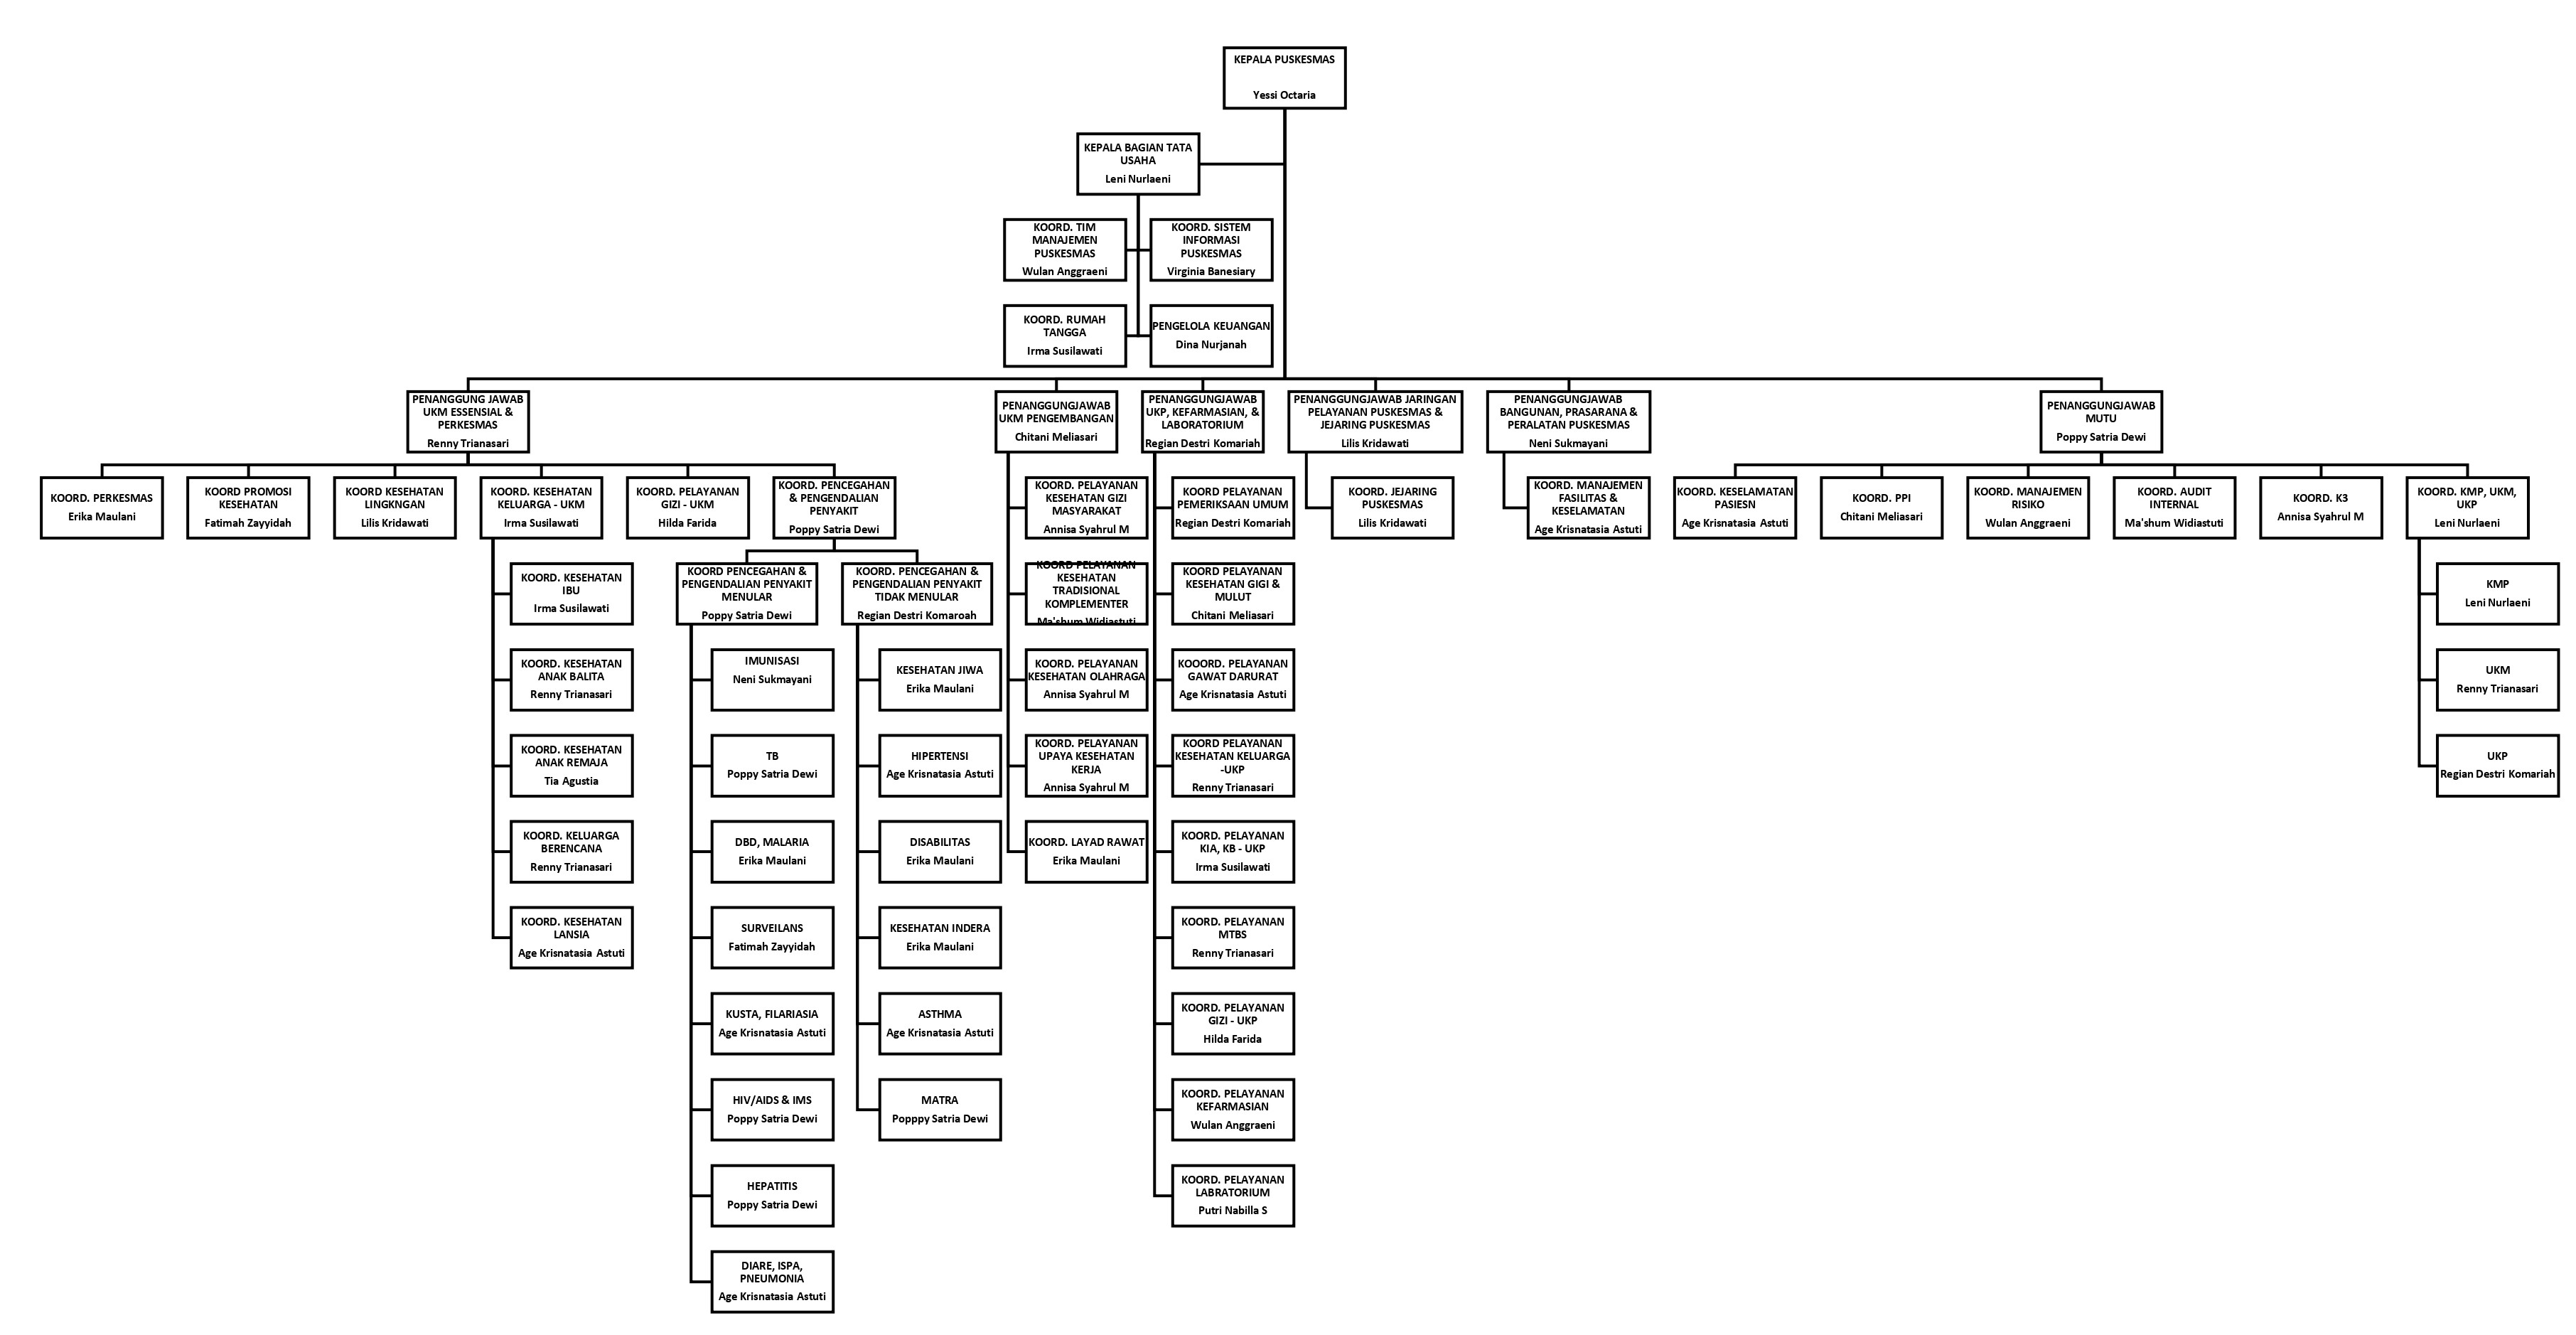 KEPALA PUSKESMAS
Yessi Octaria
KEPALA BAGIAN TATA
USAHA
Leni Nurlaeni
KOORD. TIM
MANAJEMEN
PUSKESMAS
Wulan Anggraeni
KOORD. SISTEM
INFORMASI
PUSKESMAS
Virginia Banesiary
KOORD. RUMAH
TANGGA
Irma Susilawati
PENGELOLA KEUANGAN
Dina Nurjanah
PENANGGUNG JAWAB
UKM ESSENSIAL &
PERKESMAS
Renny Trianasari
PENANGGUNGJAWAB
UKM PENGEMBANGAN
Chitani Meliasari
PENANGGUNGJAWAB
UKP, KEFARMASIAN, &
LABORATORIUM
Regian Destri Komariah
PENANGGUNGJAWAB JARINGAN
PELAYANAN PUSKESMAS &
JEJARING PUSKESMAS
Lilis Kridawati
PENANGGUNGJAWAB
BANGUNAN, PRASARANA &
PERALATAN PUSKESMAS
Neni Sukmayani
PENANGGUNGJAWAB
MUTU
Poppy Satria Dewi
KOORD. PERKESMAS
Erika Maulani
KOORD PROMOSI
KESEHATAN
Fatimah Zayyidah
KOORD KESEHATAN
LINGKNGAN
Lilis Kridawati
KOORD. KESEHATAN
KELUARGA - UKM
Irma Susilawati
KOORD. PELAYANAN
GIZI - UKM
Hilda Farida
KOORD. PENCEGAHAN
& PENGENDALIAN
PENYAKIT
Poppy Satria Dewi
KOORD. PELAYANAN
KESEHATAN GIZI
MASYARAKAT
Annisa Syahrul M
KOORD PELAYANAN
PEMERIKSAAN UMUM
Regian Destri Komariah
KOORD. JEJARING
PUSKESMAS
Lilis Kridawati
KOORD. MANAJEMEN
FASILITAS &
KESELAMATAN
Age Krisnatasia Astuti
KOORD. KESELAMATAN
PASIESN
Age Krisnatasia Astuti
KOORD. PPI
Chitani Meliasari
KOORD. MANAJEMEN
RISIKO
Wulan Anggraeni
KOORD. AUDIT
INTERNAL
Ma'shum Widiastuti
KOORD. K3
Annisa Syahrul M
KOORD. KMP, UKM,
UKP
Leni Nurlaeni
KOORD. KESEHATAN
IBU
Irma Susilawati
KOORD PENCEGAHAN &
PENGENDALIAN PENYAKIT
MENULAR
Poppy Satria Dewi
KOORD. PENCEGAHAN &
PENGENDALIAN PENYAKIT
TIDAK MENULAR
Regian Destri Komaroah
KOORD PELAYANAN
KESEHATAN
TRADISIONAL
KOMPLEMENTER
Ma'shum Widiastuti
KOORD PELAYANAN
KESEHATAN GIGI &
MULUT
Chitani Meliasari
KMP
Leni Nurlaeni
KOORD. KESEHATAN
ANAK BALITA
Renny Trianasari
IMUNISASI
Neni Sukmayani
KESEHATAN JIWA
Erika Maulani
KOORD. PELAYANAN
KESEHATAN OLAHRAGA
Annisa Syahrul M
KOOORD. PELAYANAN
GAWAT DARURAT
Age Krisnatasia Astuti
UKM
Renny Trianasari
KOORD. KESEHATAN
ANAK REMAJA
Tia Agustia
TB
Poppy Satria Dewi
HIPERTENSI
Age Krisnatasia Astuti
KOORD. PELAYANAN
UPAYA KESEHATAN
KERJA
Annisa Syahrul M
KOORD PELAYANAN
KESEHATAN KELUARGA
-UKP
Renny Trianasari
UKP
Regian Destri Komariah
KOORD. KELUARGA
BERENCANA
Renny Trianasari
DBD, MALARIA
Erika Maulani
DISABILITAS
Erika Maulani
KOORD. LAYAD RAWAT
Erika Maulani
KOORD. PELAYANAN
KIA, KB - UKP
Irma Susilawati
KOORD. KESEHATAN
LANSIA
Age Krisnatasia Astuti
SURVEILANS
Fatimah Zayyidah
KESEHATAN INDERA
Erika Maulani
KOORD. PELAYANAN
MTBS
Renny Trianasari
KUSTA, FILARIASIA
Age Krisnatasia Astuti
ASTHMA
Age Krisnatasia Astuti
KOORD. PELAYANAN
GIZI - UKP
Hilda Farida
HIV/AIDS & IMS
Poppy Satria Dewi
MATRA
Popppy Satria Dewi
KOORD. PELAYANAN
KEFARMASIAN
Wulan Anggraeni
HEPATITIS
Poppy Satria Dewi
KOORD. PELAYANAN
LABRATORIUM
Putri Nabilla S
DIARE, ISPA,
PNEUMONIA
Age Krisnatasia Astuti